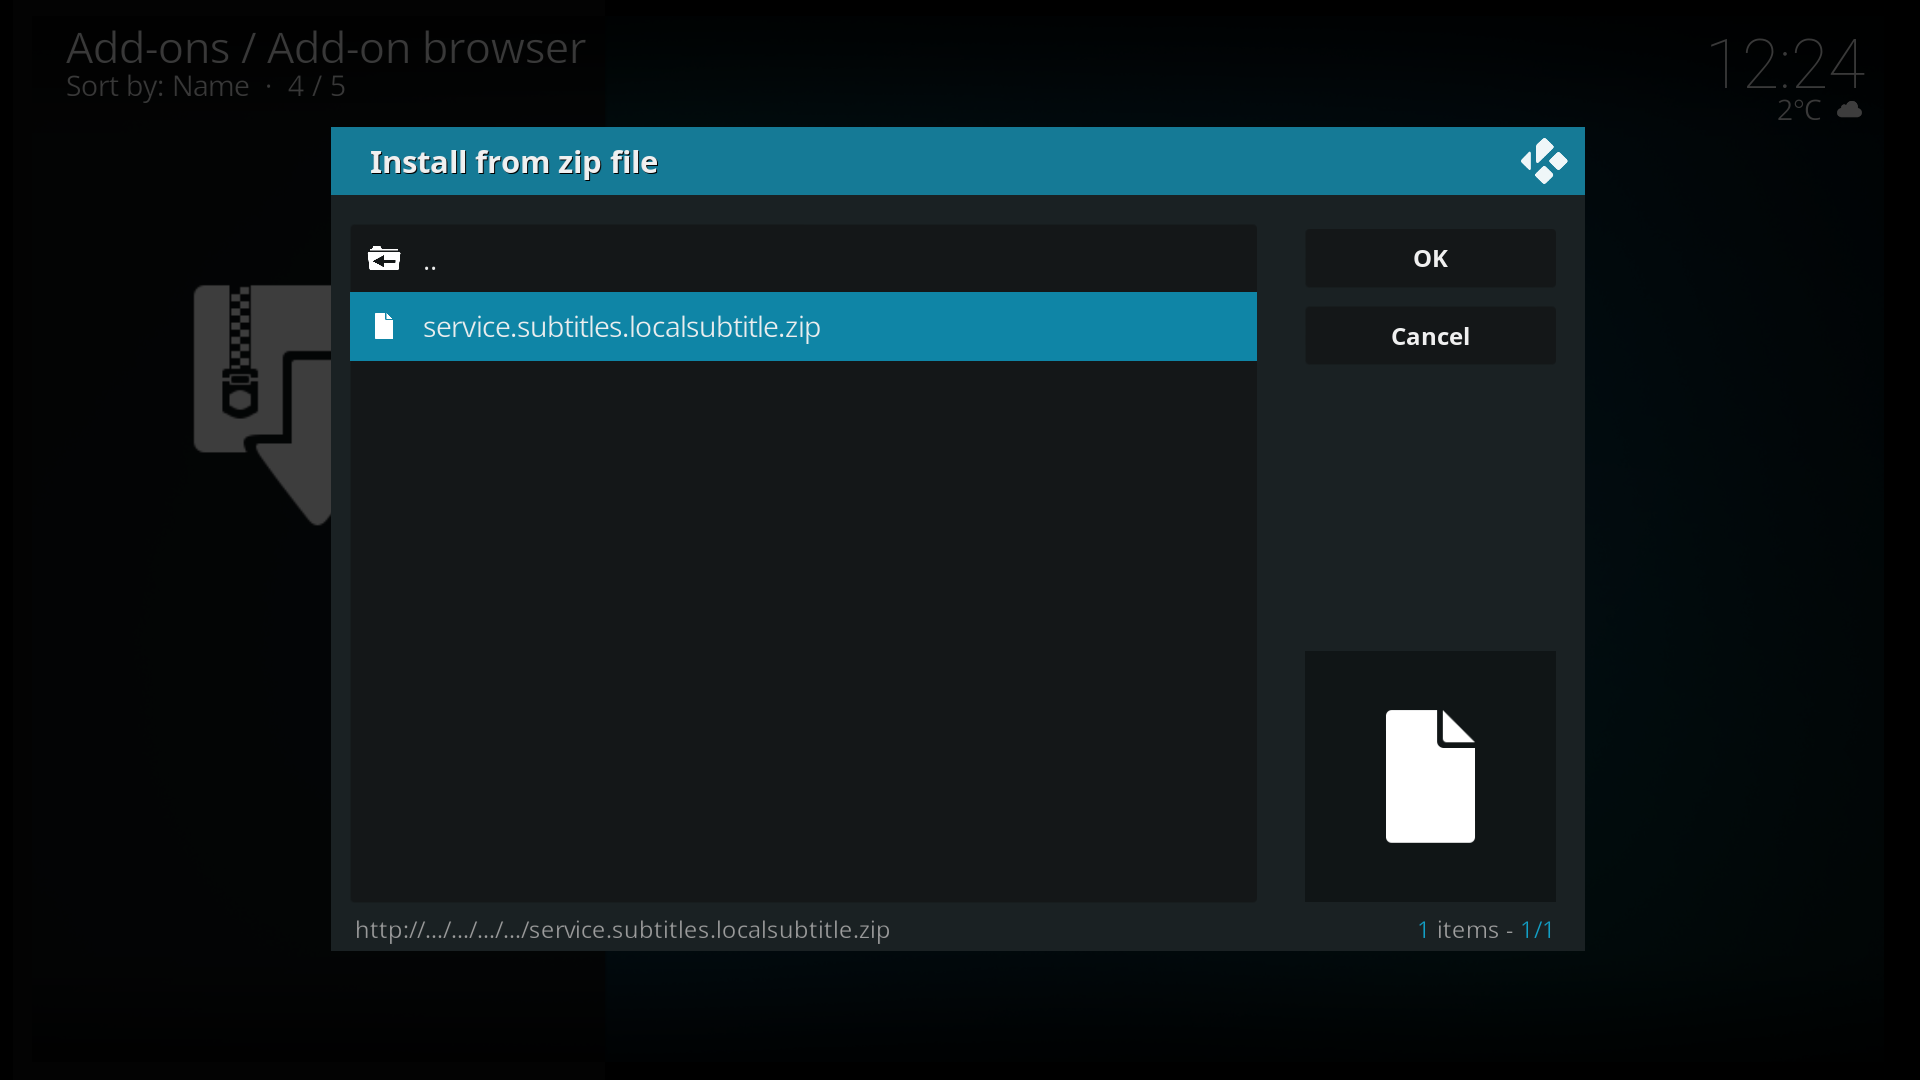 Add-ons / Add-on browser
Sort by: Name · 4 / 5
12:24
2°C
Install from zip file
..
service.subtitles.localsubtitle.zip
OK
Cancel
http://.../.../.../.../service.subtitles.localsubtitle.zip
1 items - 1/1